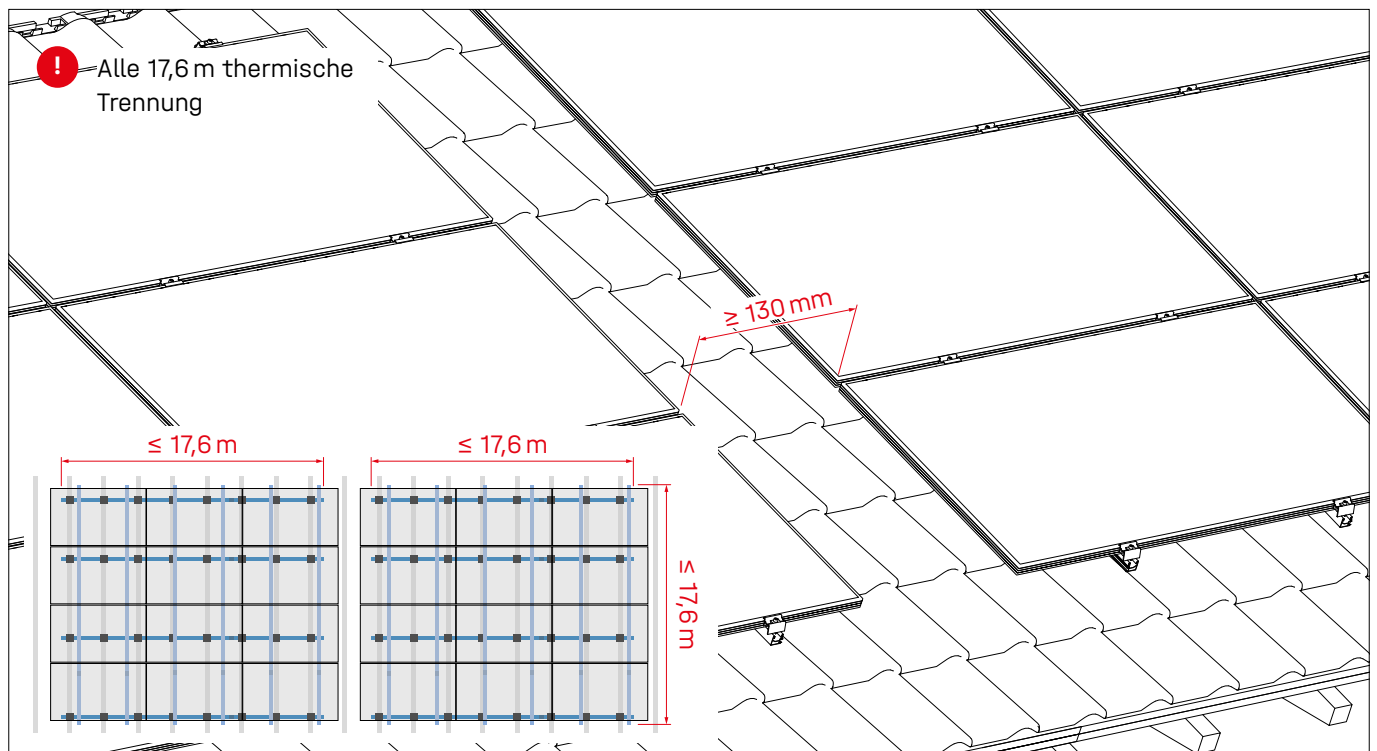 !
Alle 17,6 m thermische
Trennung
≥ 130 mm
≤ 17,6 m
≤ 17,6 m
≤ 17,6 m